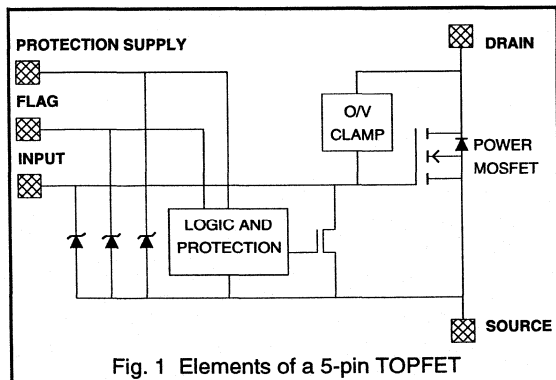 PROTECTION SUPPLY
DRAIN
FLAG
O/V
CLAMP
INPUT
POWER
MOSFET
LOGIC AND
PROTECTION
SOURCE
Fig. 1 Elements of a 5-pin TOPFET